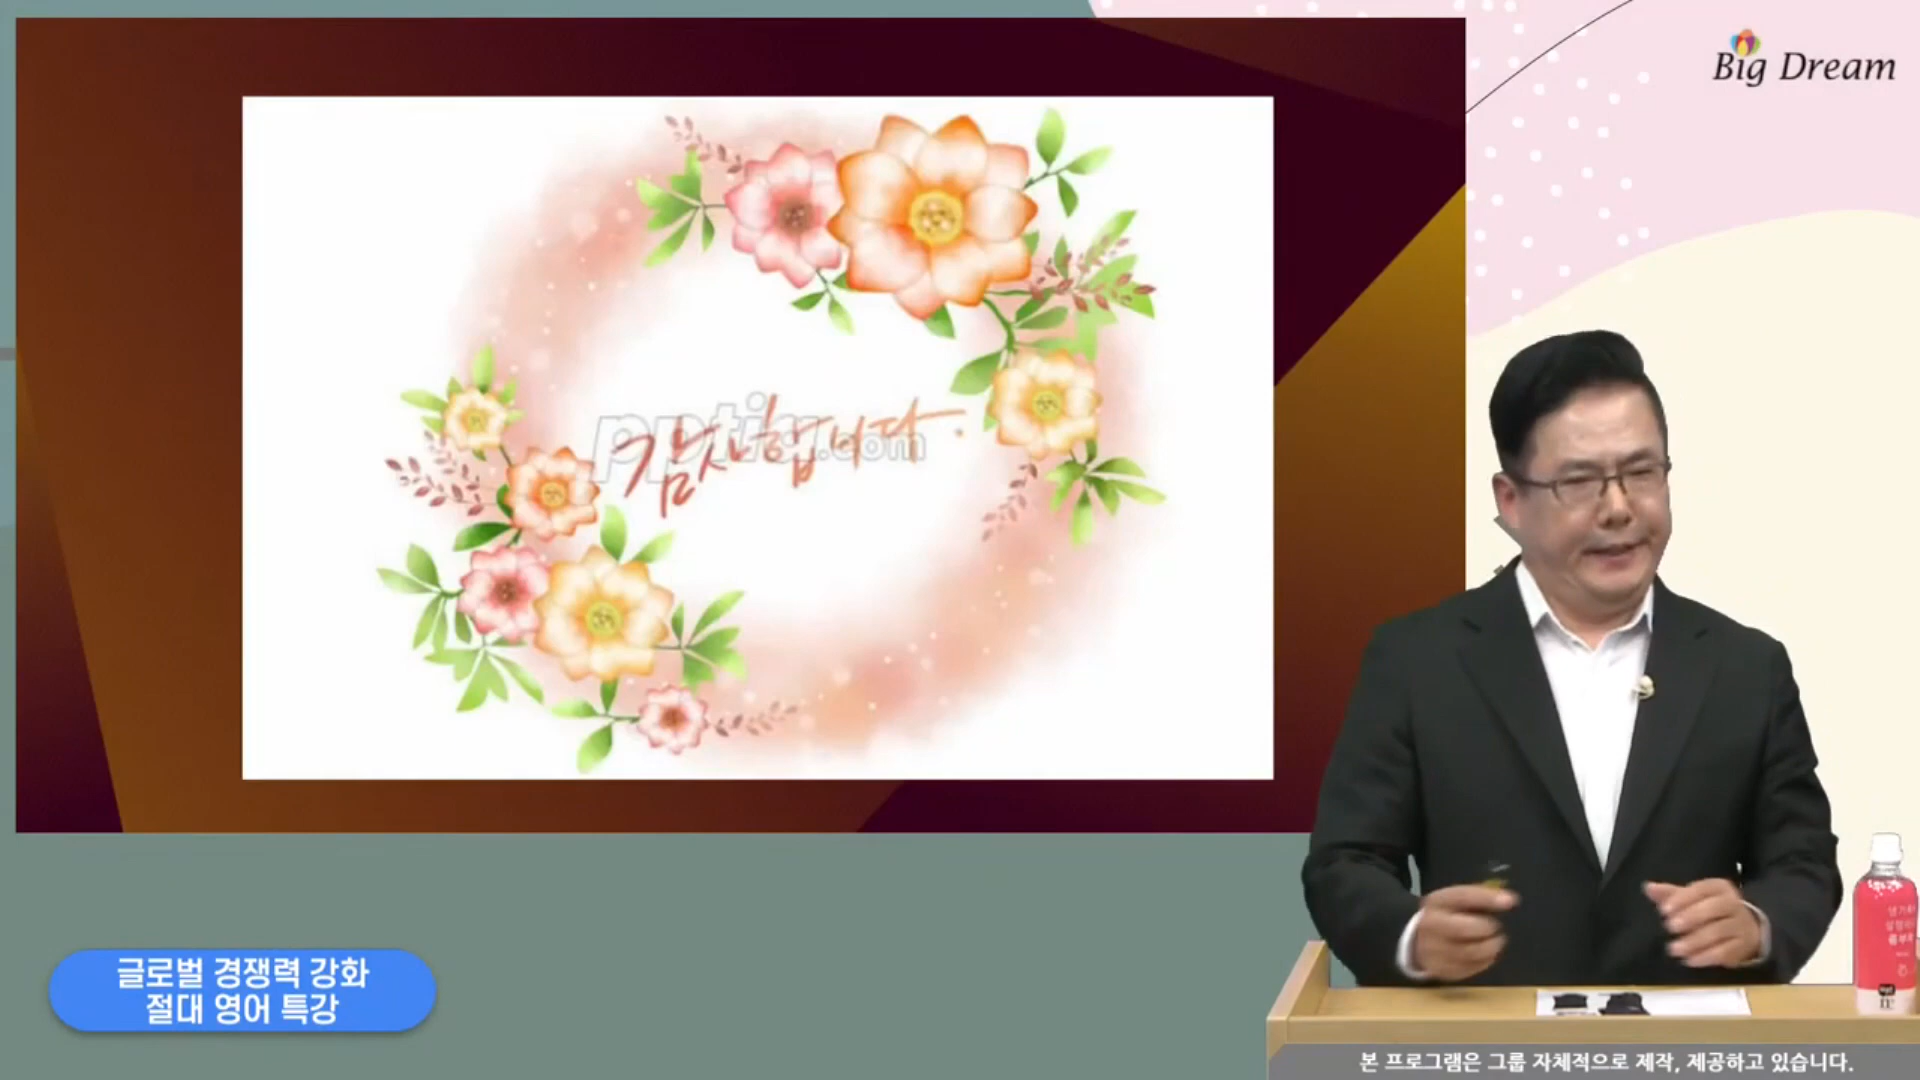 Big Dream
pptig.com
감사합니다.
글로벌 경쟁력 강화
절대 영어 특강
본 프로그램은 그룹 자체적으로 제작, 제공하고 있습니다.